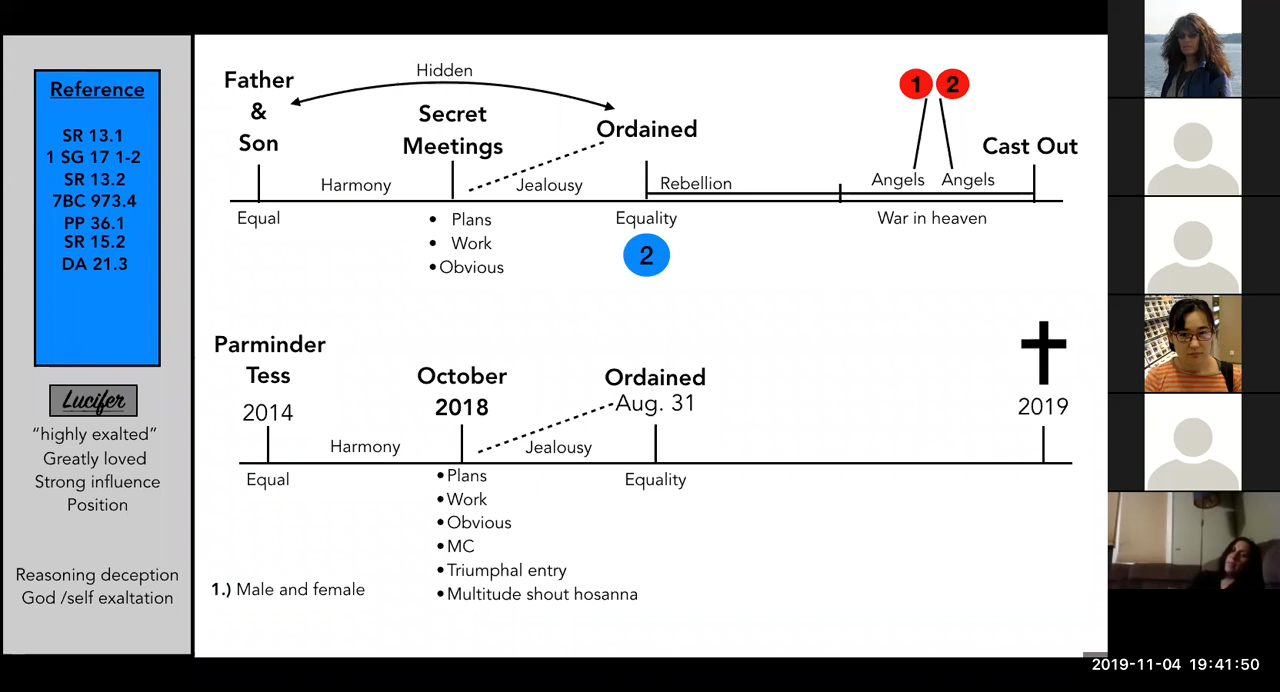 Reference
SR 13.1
1 SG 17 1-2
SR 13.2
7BC 973.4
PP 36.1
SR 15.2
DA 21.3
Lucifer
“highly exalted”
Greatly loved
Strong influence
Position
Reasoning deception
God /self exaltation
Father
&
Son
Hidden
Secret
Meetings
Ordained
1 2
Cast Out
Harmony
Jealousy
Rebellion
Angels Angels
Equal
• Plans
• Work
• Obvious
Equality
2
War in heaven
Parminder
Tess
2014
October
2018
Ordained
Aug. 31
2019
Harmony
Jealousy
Equal
• Plans
• Work
• Obvious
• MC
• Triumphal entry
• Multitude shout hosanna
Equality
1.) Male and female
2019-11-04 19:41:50